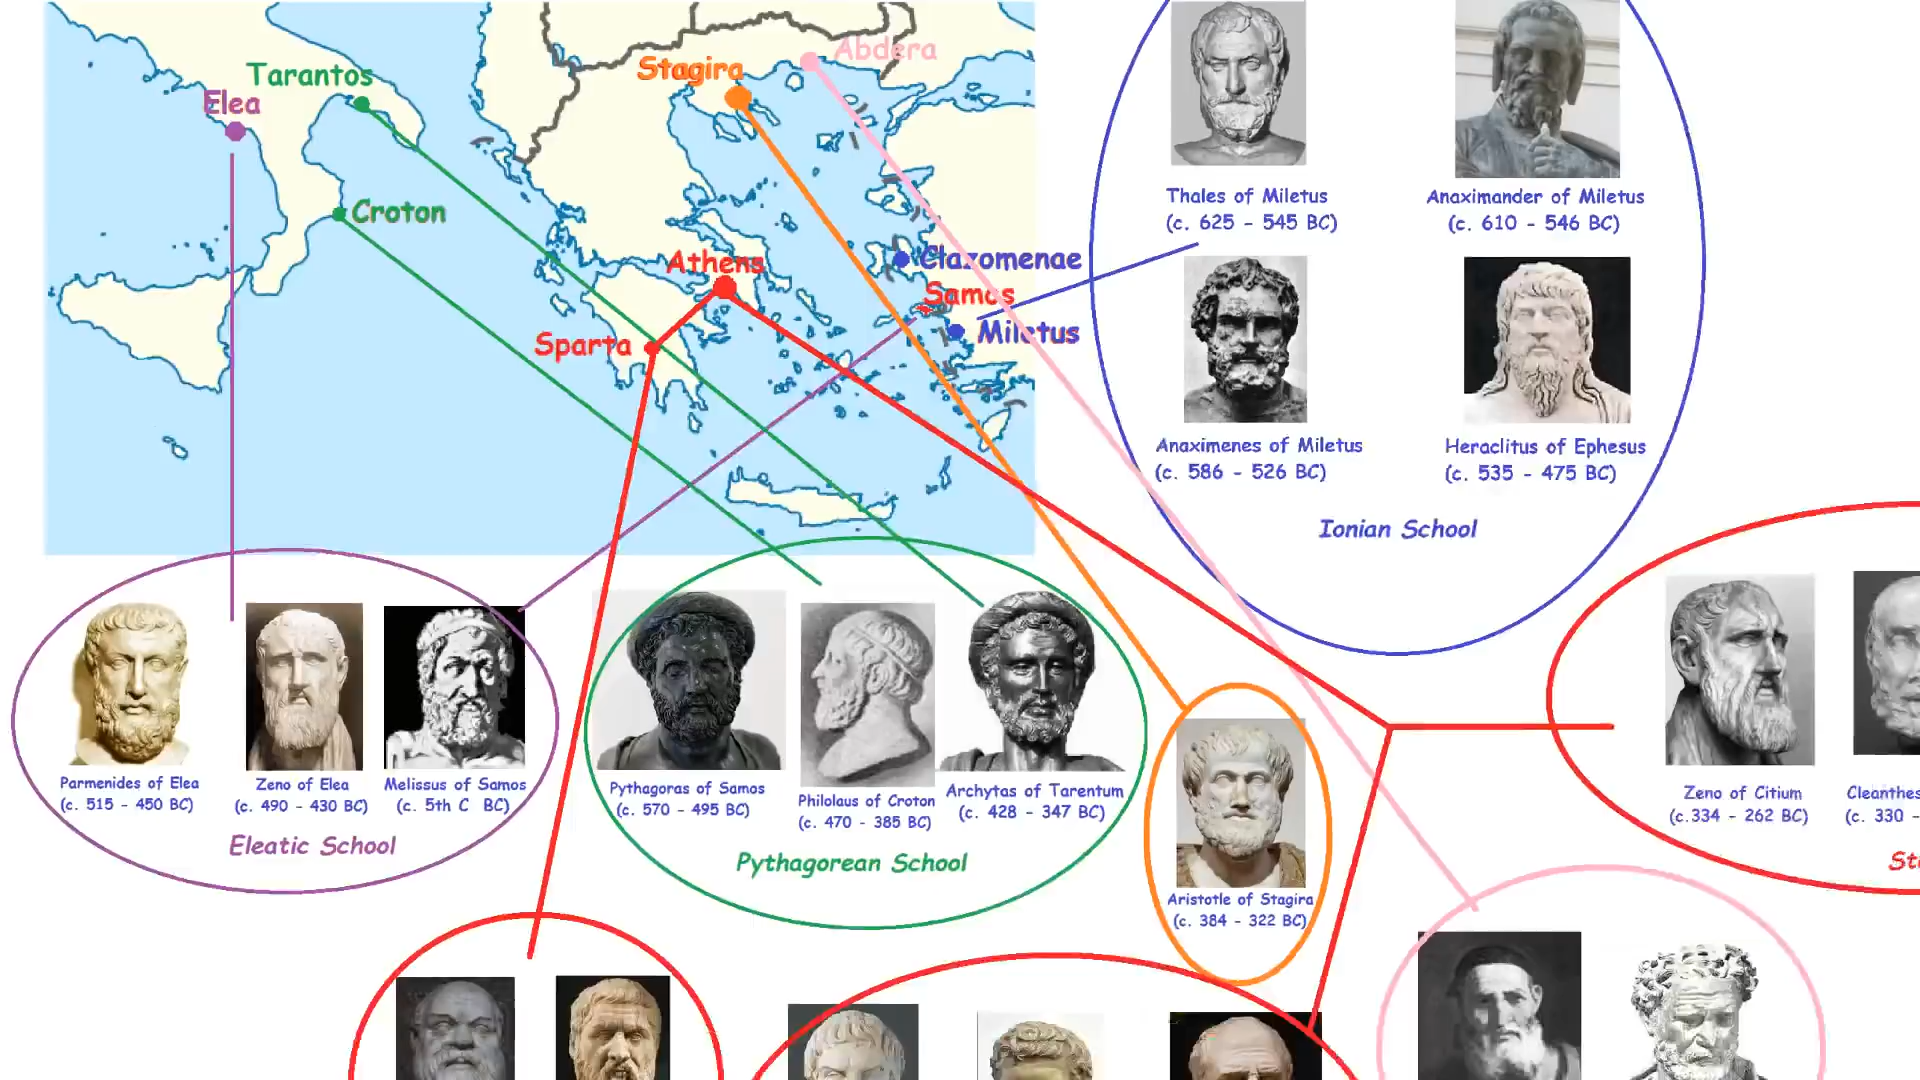 Abdera
Stagira
Tarantos
Elea
Croton
Athens
Clazomenae
Samos
Sparta
Miletus
Thales of Miletus
(c. 625 - 545 BC)
Anaximander of Miletus
(c. 610 - 546 BC)
Anaximenes of Miletus
(c. 586 - 526 BC)
Heraclitus of Ephesus
(c. 535 - 475 BC)
Ionian School
Parmenides of Elea
(c. 515 - 450 BC)
Zeno of Elea
(c. 490 - 430 BC)
Melissus of Samos
(c. 5th C BC)
Eleatic School
Pythagoras of Samos
(c. 570 - 495 BC)
Philolaus of Croton
(c. 470 - 385 BC)
Archytas of Tarentum
(c. 428 - 347 BC)
Pythagorean School
Aristotle of Stagira
(c. 384 - 322 BC)
Zeno of Citium
(c.334 - 262 BC)
Cleanthes
(c. 330 -